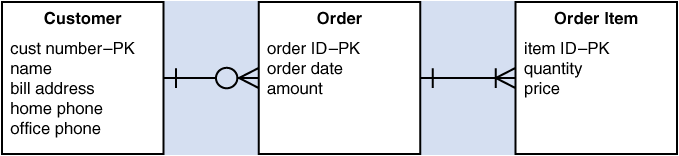 Customer
cust number–PK
name
bill address
home phone
office phone
Order
order ID–PK
order date
amount
Order Item
item ID–PK
quantity
price